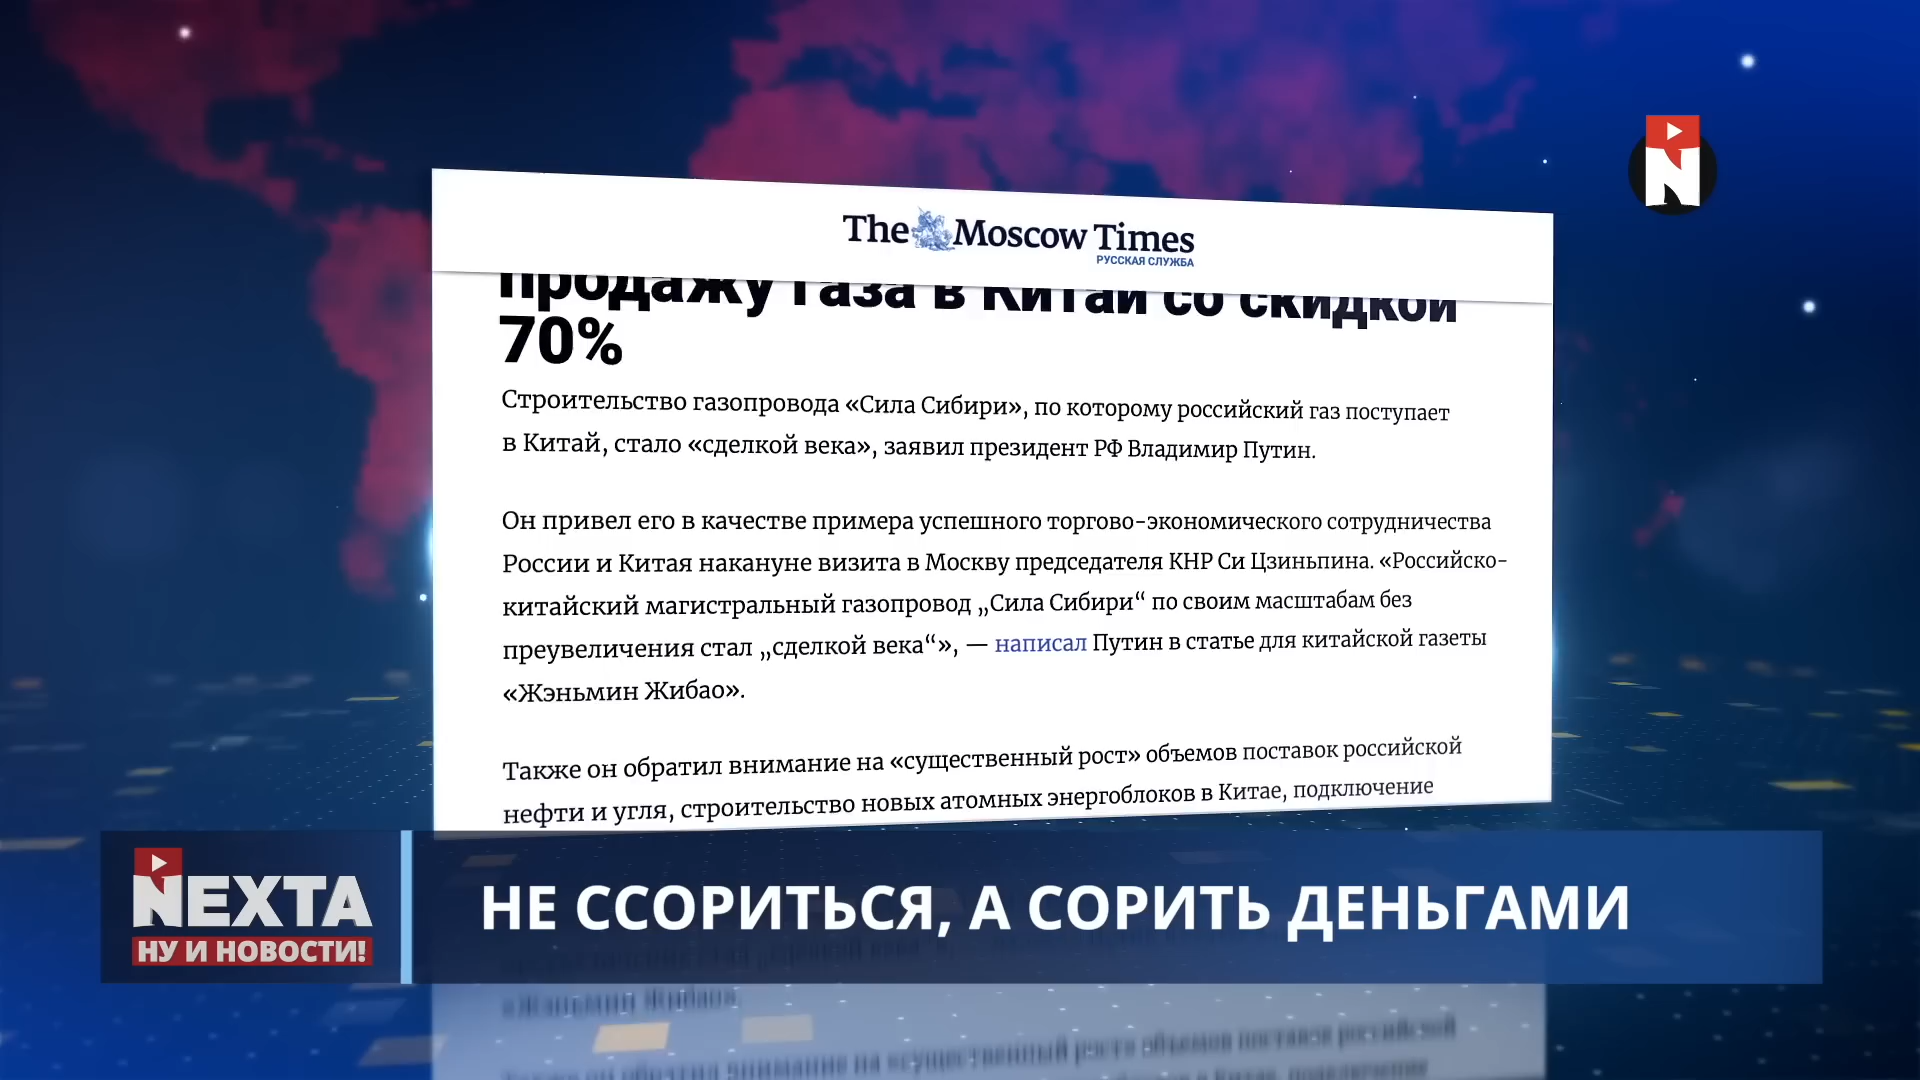 The Moscow Times
РУССКАЯ СЛУЖБА
продажу газа в Китай со скидкой
70%
Строительство газопровода «Сила Сибири», по которому российский газ поступает
в Китай, стало «сделкой века», заявил президент РФ Владимир Путин.
Он привел его в качестве примера успешного торгово-экономического сотрудничества
России и Китая накануне визита в Москву председателя КНР Си Цзиньпина. «Российско-
китайский магистральный газопровод „Сила Сибири“ по своим масштабам без
преувеличения стал „сделкой века“», — написал Путин в статье для китайской газеты
«Жэньмин Жибао».
Также он обратил внимание на «существенный рост» объемов поставок российской
нефти и угля, строительство новых атомных энергоблоков в Китае, подключение
NEXTA
НУ И НОВОСТИ!
НЕ ССОРИТЬСЯ, А СОРИТЬ ДЕНЬГАМИ